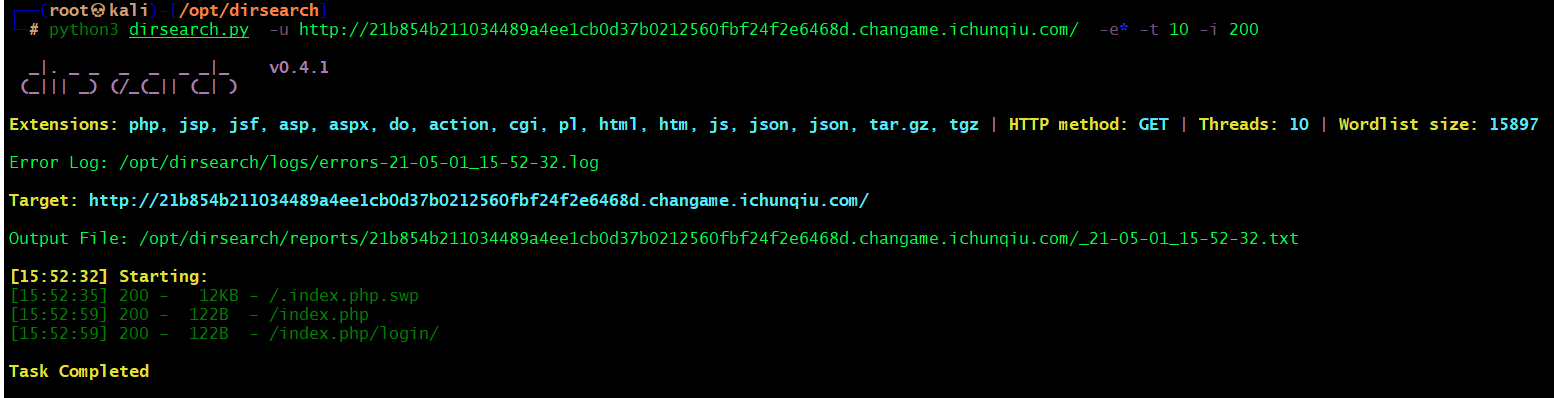 (root㉿kali)-[/opt/dirsearch]
# python3 dirsearch.py -u http://21b854b211034489a4ee1cb0d37b0212560fbf24f2e6468d.changame.ichunqiu.com/ -e* -t 10 -i 200
_|. _ _ _ _ _ _|_ v0.4.1
(_||| _) (/_(_|| (_| )
Extensions: php, jsp, jsf, asp, aspx, do, action, cgi, pl, html, htm, js, json, json, tar.gz, tgz | HTTP method: GET | Threads: 10 | Wordlist size: 15897
Error Log: /opt/dirsearch/logs/errors-21-05-01_15-52-32.log
Target: http://21b854b211034489a4ee1cb0d37b0212560fbf24f2e6468d.changame.ichunqiu.com/
Output File: /opt/dirsearch/reports/21b854b211034489a4ee1cb0d37b0212560fbf24f2e6468d.changame.ichunqiu.com/_21-05-01_15-52-32.txt
[15:52:32] Starting:
[15:52:35] 200 - 12KB - /.index.php.swp
[15:52:59] 200 - 122B - /index.php
[15:52:59] 200 - 122B - /index.php/login/
Task Completed